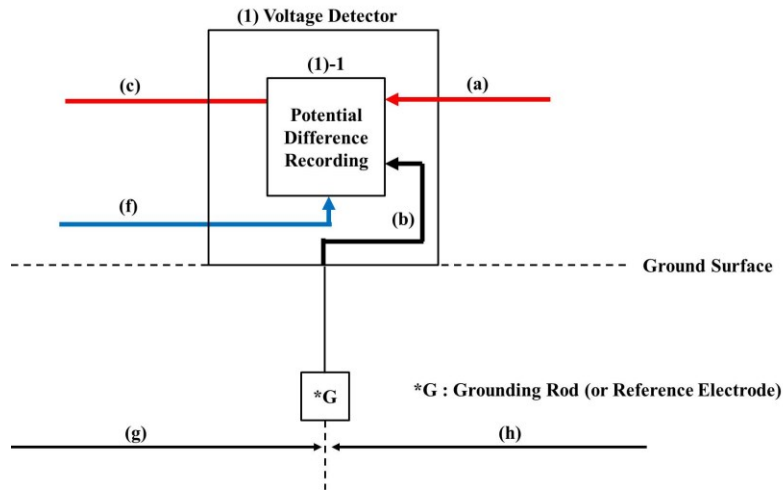 (1) Voltage Detector
(1)-1
(c)
(a)
Potential
Difference
Recording
(f)
(b)
Ground Surface
*G
*G : Grounding Rod (or Reference Electrode)
(g)
(h)